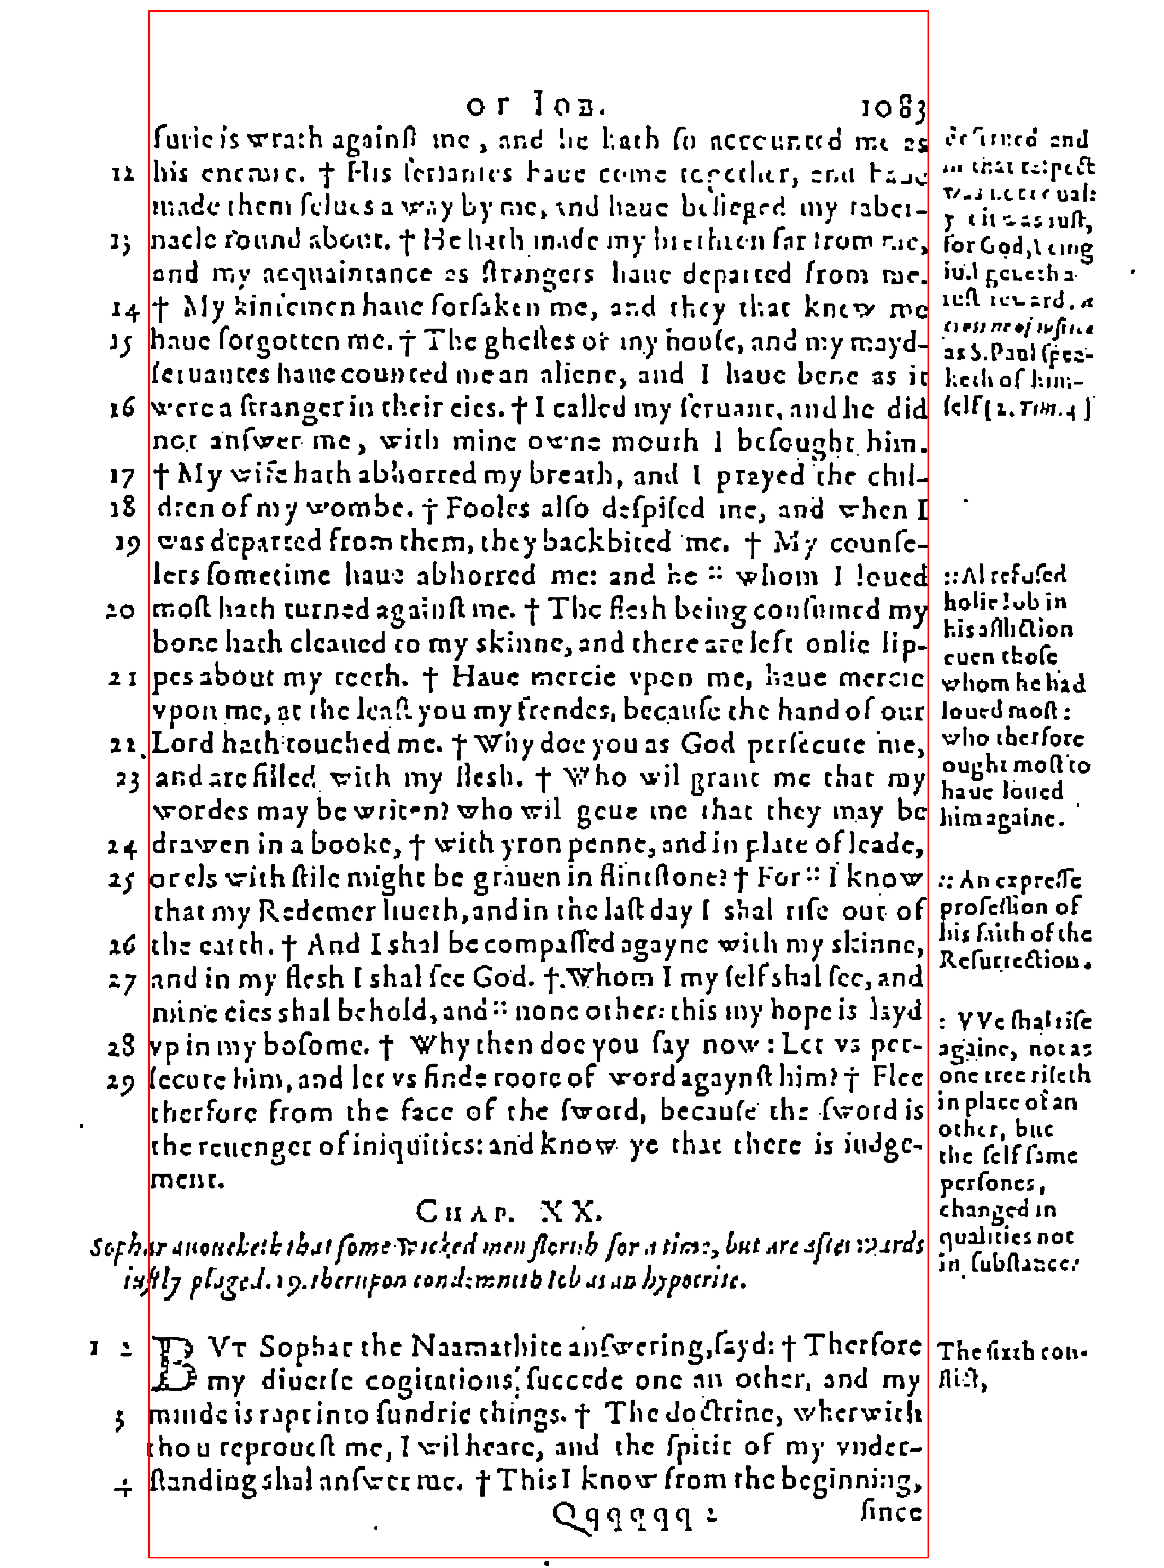 OF IOB. 1083
furie is wrath against me, and he hath so accounted me as
12 his enemie. † His seruantes haue come together, and haue
made them selues a way by me, and haue besieged my taber-
13 nacle round about. † He hath made my brethren far from me,
and my acquaintance as strangers haue departed from me.
14 † My kinsemen haue forsaken me, and they that knew me
15 haue forgotten me. † The ghestes of my house, and my mayd-
seruantes haue counted me an aliene, and I haue bene as it
16 were a stranger in their eies. † I called my seruant, and he did
not answer me, with mine owne mouth I besought him.
17 † My wife hath abhorred my breath, and I prayed the chil-
18 dren of my wombe. † Fooles also despised me, and when I
19 was departed from them, they backbited me. † My counse-
lers sometime haue abhorred me: and he :: whom I loued
20 most hath turned against me. † The flesh being consumed my
bone hath cleaued to my skinne, and there are left onlie lip-
21 pes about my teeth. † Haue mercie vpon me, haue mercie
vpon me, at the least you my frendes, because the hand of our
22. Lord hath touched me. † Why doe you as God persecute me,
23 and are filled with my flesh. † Who wil grant me that my
wordes may be writen? who wil geue me that they may be
24 drawen in a booke, † with yron penne, and in plate of leade,
25 or els with stile might be grauen in flintstone? † For :: I know
that my Redemer liueth, and in the last day I shal rise out of
26 the earth. † And I shal be compassed agayne with my skinne,
27 and in my flesh I shal see God. †. Whom I my self shal see, and
mine eies shal behold, and :: none other: this my hope is layd
28 vp in my bosome. † Why then doe you say now: Let vs per-
29 secute him, and let vs finde roote of word agaynst him? † Flee
therfore from the face of the sword, because the sword is
the reuenger of iniquities: and know ye that there is iudge-
ment.
CHAP. XX.
Sophar auoucheth that some wicked men florish for a time, but are afterwards
iustly plaged. 19. therupon condemneth Iob as an hypocrite.
1 2 BVT Sophar the Naamathite answering, sayd: † Therfore
my diuerse cogitations succede one an other, and my
3 minde is rapt into sundrie things. † The doctrine, wherwith
thou reprouest me, I wil heare, and the spirit of my vnder-
4 standing shal answer me. † This I know from the beginning,
Qqqqqq 2 since
and
in that respect
iust,
for God, being
iust
iust reward. a
as S. Paul spea-
keth of him-
self [2. Tim. 4]
:: Al refused
holie Iob in
his affliction
euen those
whom he had
loued most:
who therfore
ought most to
haue loued
him againe.
:: An expresse
profession of
his faith of the
Resurrection.
: VVe shal rise
againe, not as
one tree riseth
in place of an
other, but
the self same
persones,
changed in
qualities not
in substance.
The sixth con-
flict,